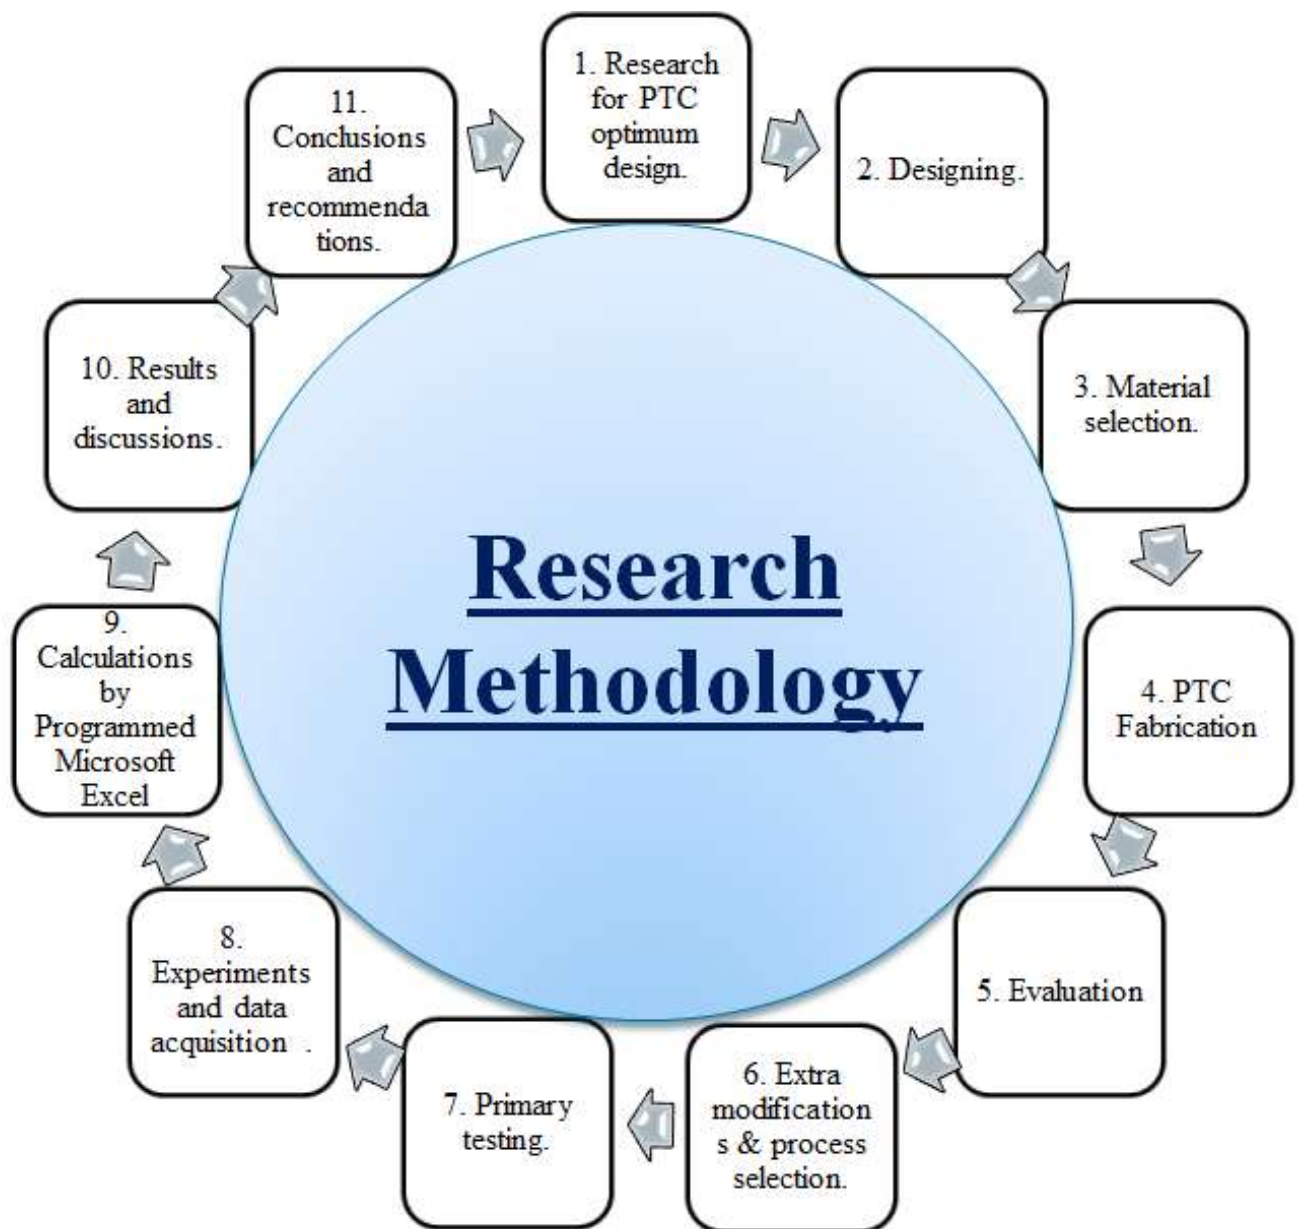 1. Research
for PTC
optimum
design.
2. Designing.
3. Material
selection.
4. PTC
Fabrication
5. Evaluation
6. Extra
modification
s & process
selection.
7. Primary
testing.
8.
Experiments
and data
acquisition .
9.
Calculations
by
Programmed
Microsoft
Excel
10. Results
and
discussions.
11.
Conclusions
and
recommenda
tions.
Research
Methodology